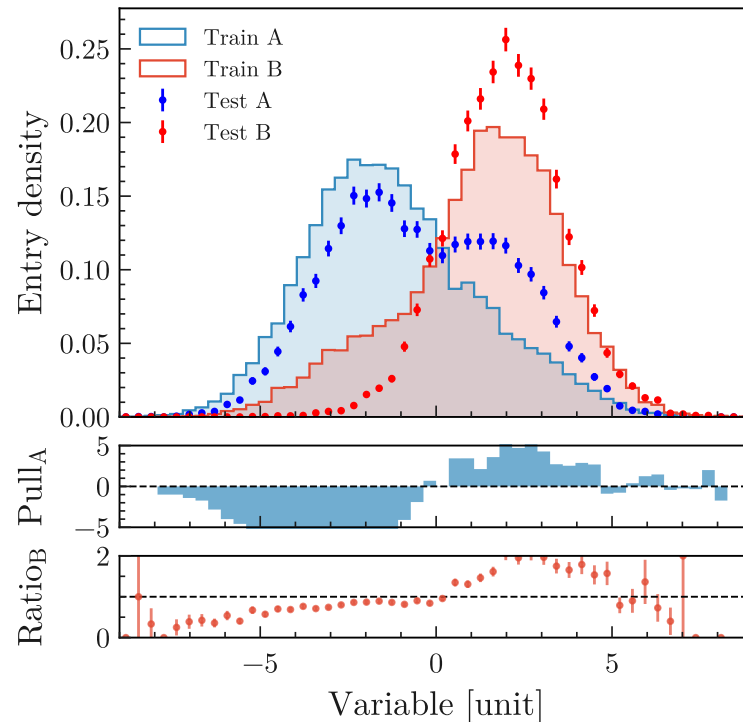 Entry density
0.25
0.20
0.15
0.10
0.05
0.00
Train A
Train B
Test A
Test B
Pull_A
5
0
−5
Ratio_B
2
1
0
−5
0
5
Variable [unit]